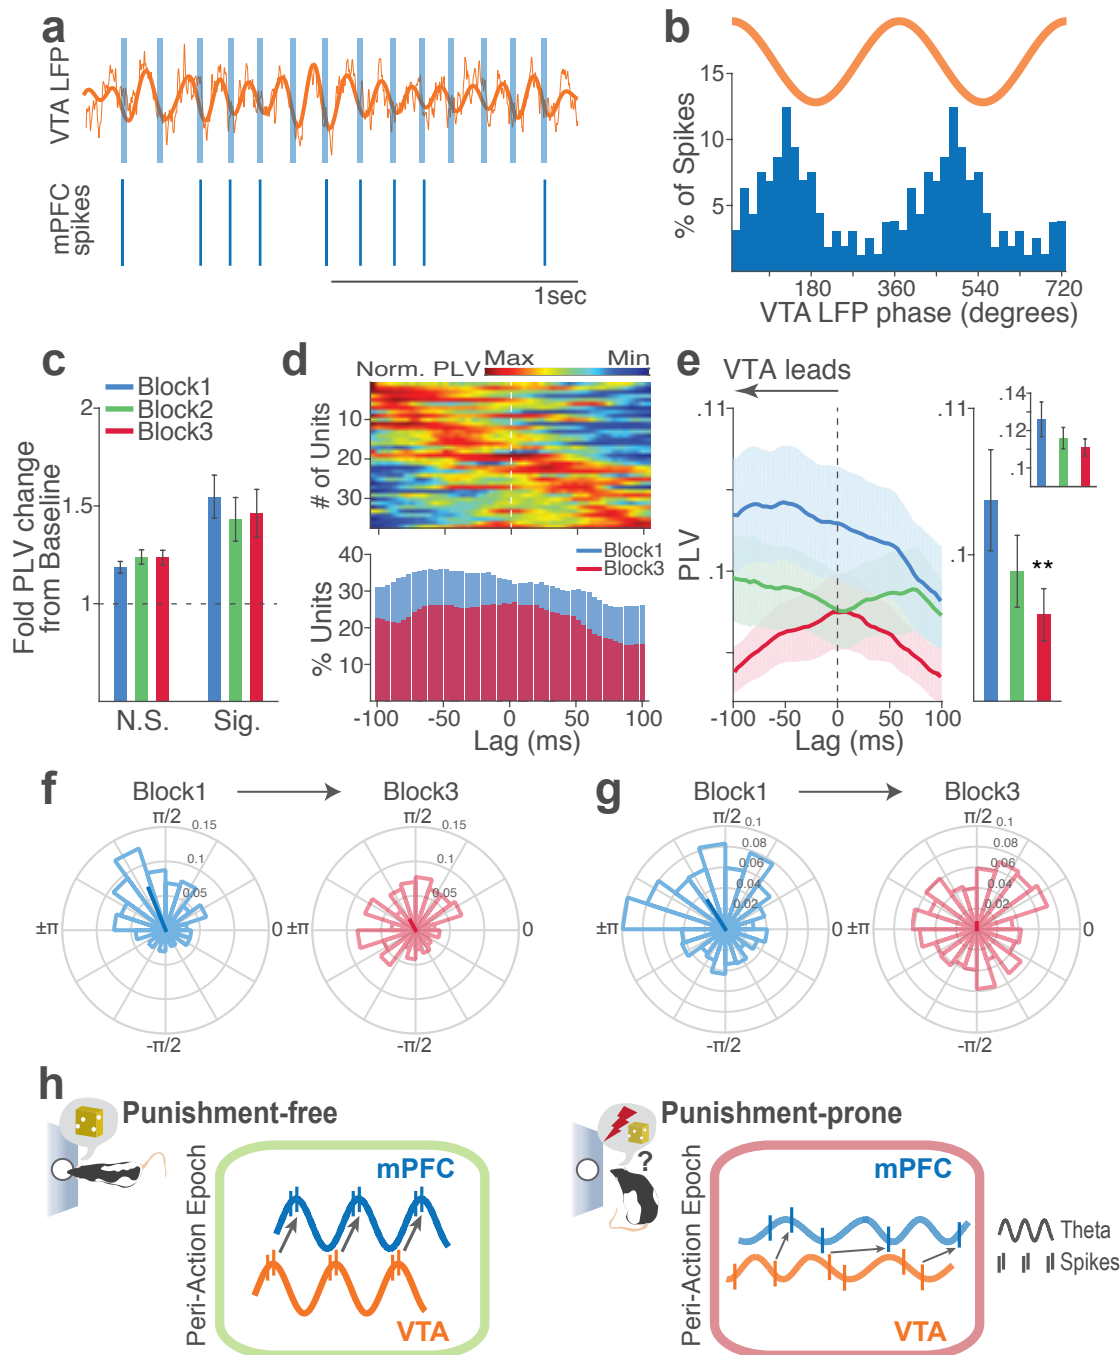 a
VTA LFP
mPFC
spikes
1sec
b
% of Spikes
15
10
5
180
360
540
720
VTA LFP phase (degrees)
c
Block1
Block2
Block3
Fold PLV change
from Baseline
2
1.5
1
N.S.
Sig.
d
Norm. PLV
Max
Min
# of Units
10
20
30
% Units
40
30
20
10
Block1
Block3
-100
-50
0
50
100
Lag (ms)
e
VTA leads
PLV
.11
.1
-100
-50
0
50
100
Lag (ms)
.11
.1
**
.14
.12
.1
f
Block1
Block3
π/2
0.15
0.1
0.05
±π
0
-π/2
π/2
0.15
0.1
0.05
±π
0
-π/2
g
Block1
Block3
π/2
0.1
0.08
0.06
0.04
0.02
±π
0
-π/2
π/2
0.1
0.08
0.06
0.04
0.02
±π
0
-π/2
h
Punishment-free
Peri-Action Epoch
mPFC
VTA
Punishment-prone
?
Peri-Action Epoch
mPFC
VTA
Theta
Spikes